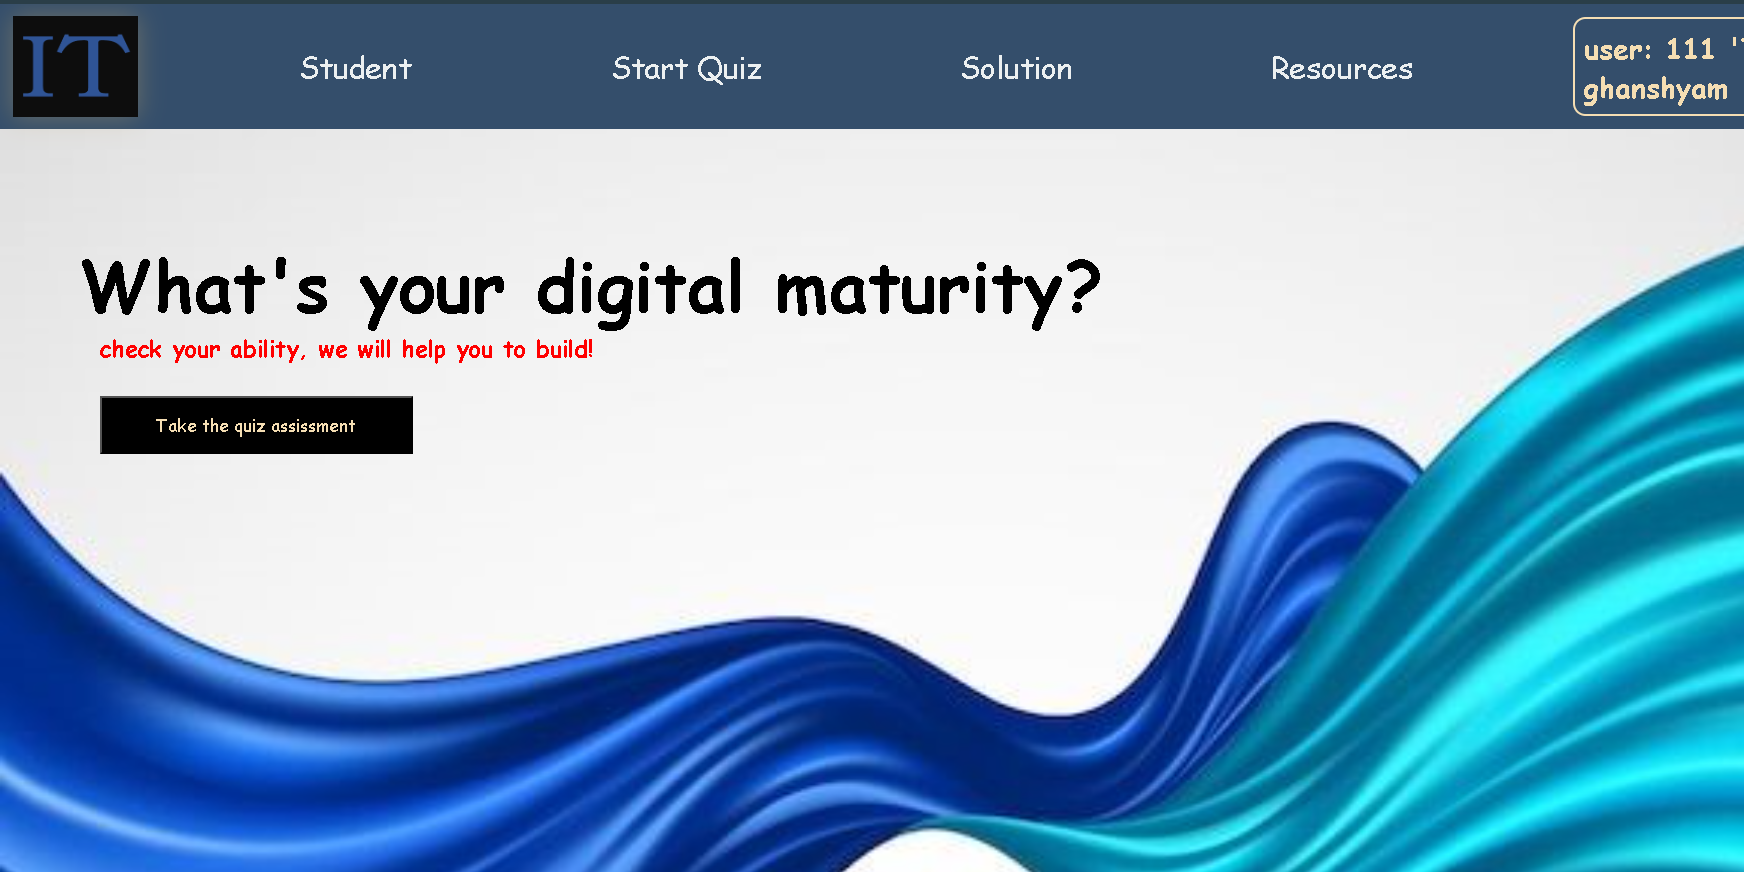 IT
Student
Start Quiz
Solution
Resources
user: 111
ghanshyam
What's your digital maturity?
check your ability, we will help you to build!
Take the quiz assissment